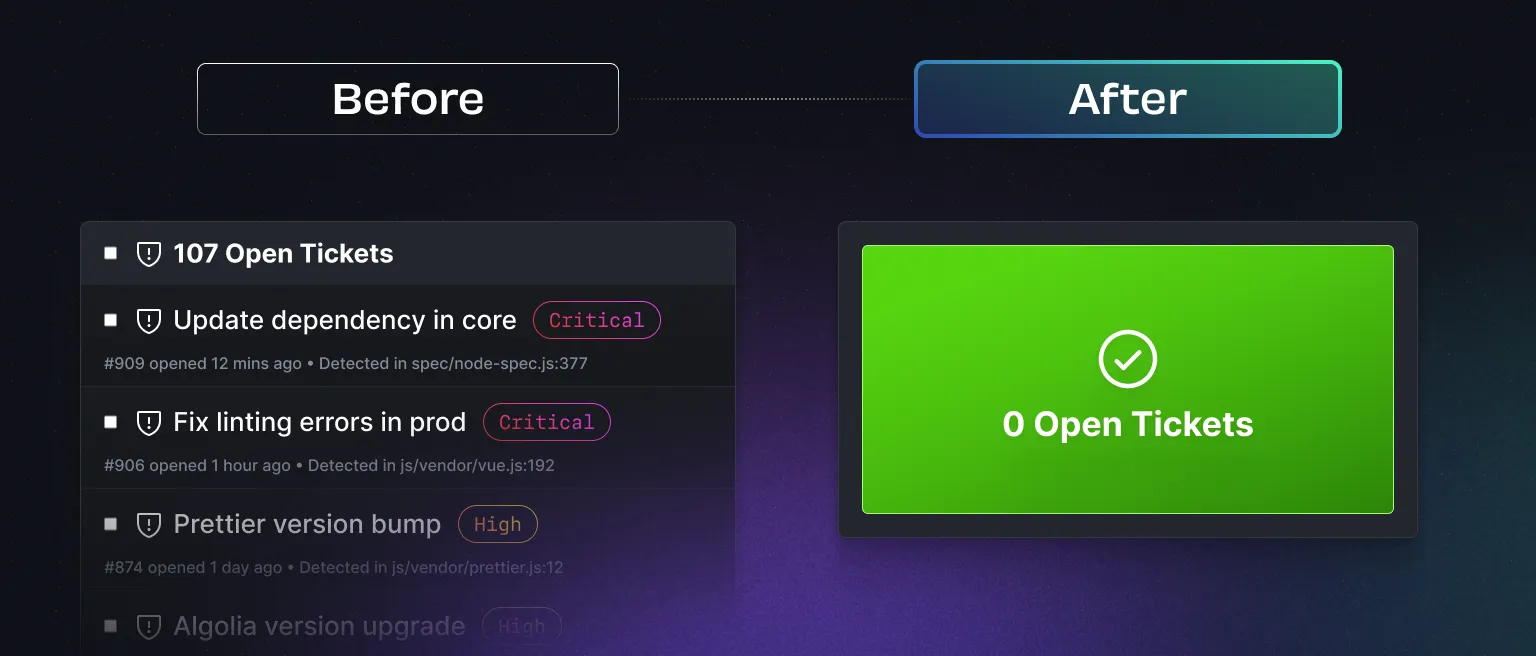 Before
After
107 Open Tickets
Update dependency in core Critical
#909 opened 12 mins ago • Detected in spec/node-spec.js:377
Fix linting errors in prod Critical
#906 opened 1 hour ago • Detected in js/vendor/vue.js:192
Prettier version bump High
#874 opened 1 day ago • Detected in js/vendor/prettier.js:12
Algolia version upgrade High
0 Open Tickets